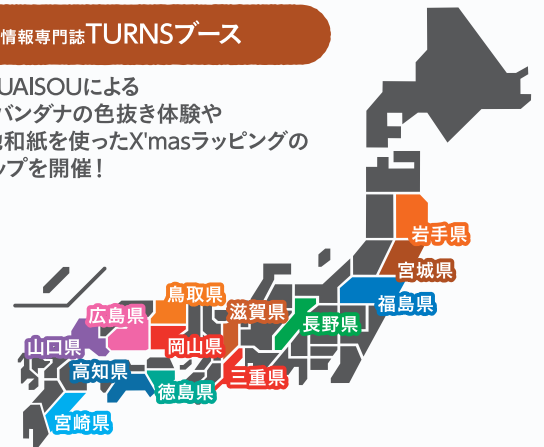 情報専門誌TURNSブース
UAISOUによる
バンダナの色抜き体験や
和紙を使ったX'masラッピングの
ップを開催！
岩手県
宮城県
福島県
鳥取県
広島県
滋賀県
長野県
山口県
岡山県
高知県
三重県
徳島県
宮崎県